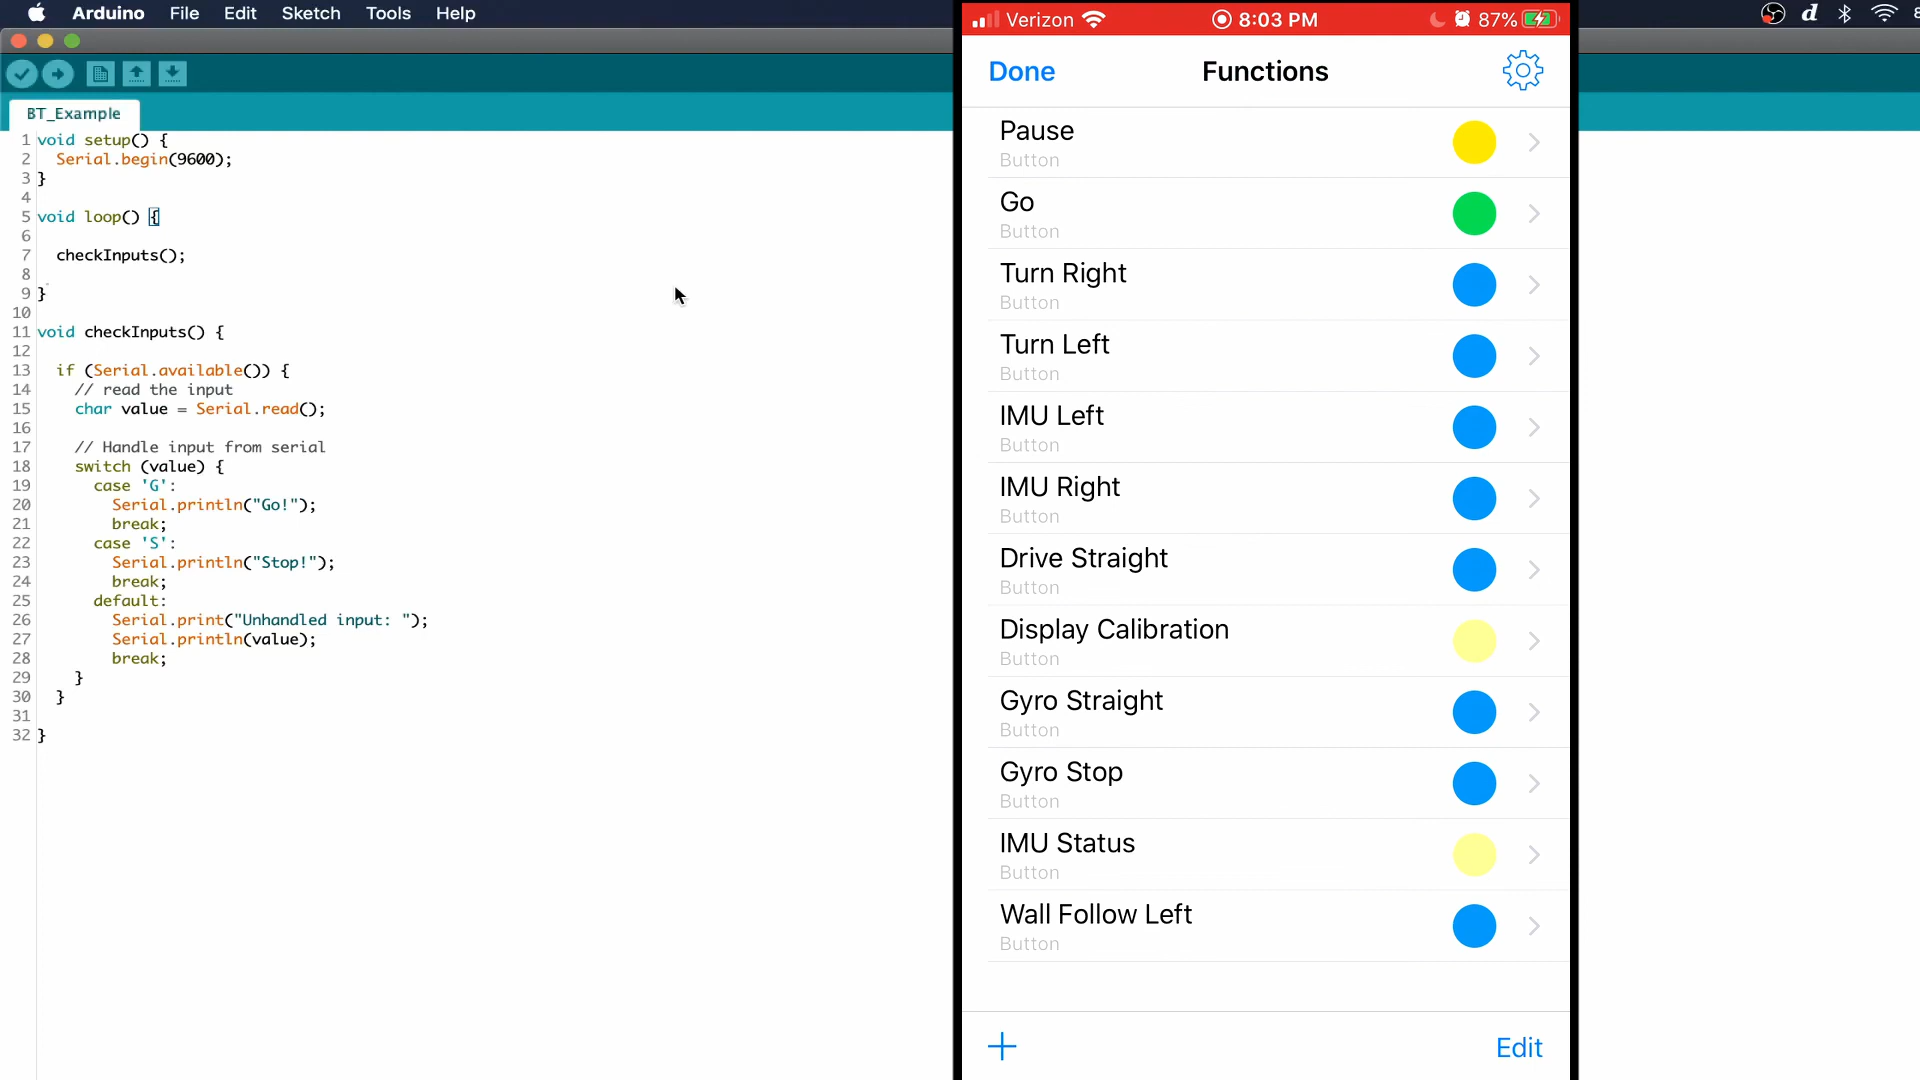 Arduino File Edit Sketch Tools Help
BT_Example
1 void setup() {
2   Serial.begin(9600);
3 }
4
5 void loop() {
6
7   checkInputs();
8
9 }
10
11 void checkInputs() {
12
13   if (Serial.available()) {
14     // read the input
15     char value = Serial.read();
16
17     // Handle input from serial
18     switch (value) {
19       case 'G':
20         Serial.println("Go!");
21         break;
22       case 'S':
23         Serial.println("Stop!");
24         break;
25       default:
26         Serial.print("Unhandled input: ");
27         Serial.println(value);
28         break;
29     }
30   }
31
32 }
Verizon 8:03 PM 87%
Done Functions
Pause
Button
Go
Button
Turn Right
Button
Turn Left
Button
IMU Left
Button
IMU Right
Button
Drive Straight
Button
Display Calibration
Button
Gyro Straight
Button
Gyro Stop
Button
IMU Status
Button
Wall Follow Left
Button
Edit
d